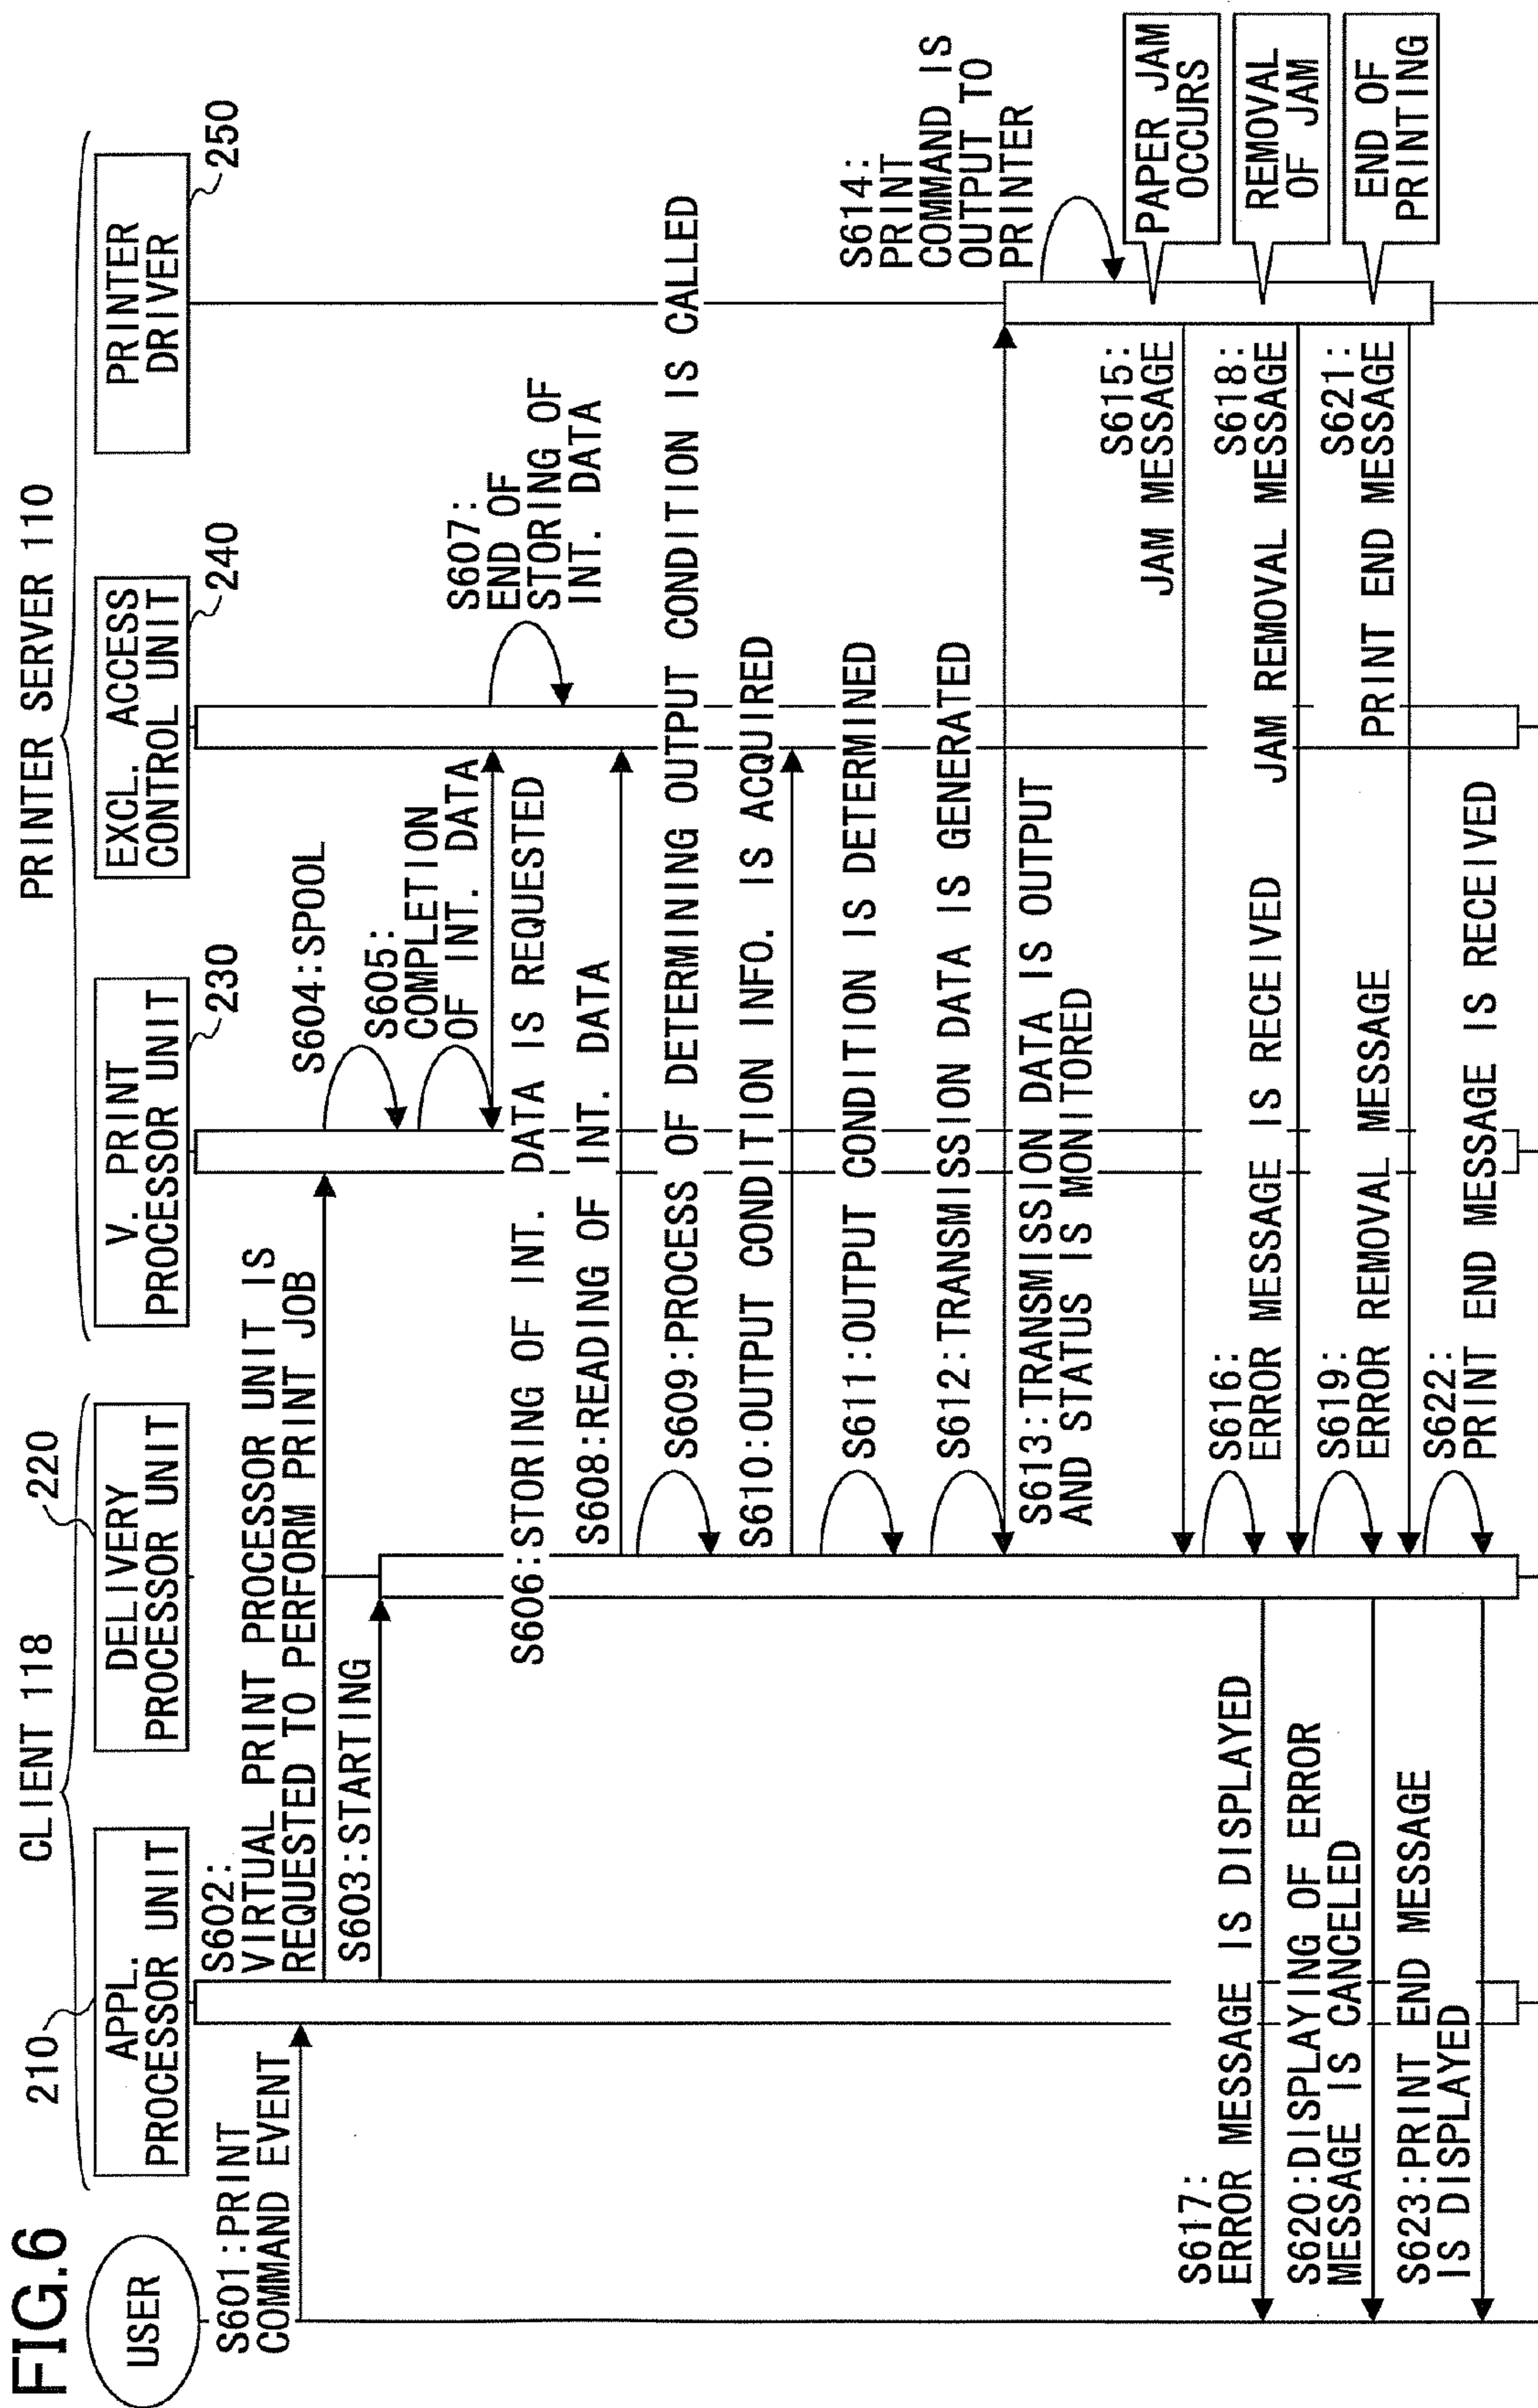 FIG.6
CLIENT 118
PRINTER SERVER 110
USER
210
APPL.
PROCESSOR UNIT
220
DELIVERY
PROCESSOR UNIT
V. PRINT
PROCESSOR UNIT
230
EXCL. ACCESS
CONTROL UNIT
240
PRINTER
DRIVER
250
S601:PRINT
COMMAND EVENT
S602:
VIRTUAL PRINT PROCESSOR UNIT IS
REQUESTED TO PERFORM PRINT JOB
S603:STARTING
S604:SPOOL
S605:
COMPLETION
OF INT. DATA
S606:STORING OF INT. DATA IS REQUESTED
S607:
END OF
STORING OF
INT. DATA
S608:READING OF INT. DATA
S609:PROCESS OF DETERMINING OUTPUT CONDITION IS CALLED
S610:OUTPUT CONDITION INFO. IS ACQUIRED
S611:OUTPUT CONDITION IS DETERMINED
S612:TRANSMISSION DATA IS GENERATED
S613:TRANSMISSION DATA IS OUTPUT
AND STATUS IS MONITORED
S614:
PRINT
COMMAND IS
OUTPUT TO
PRINTER
PAPER JAM
OCCURS
S615:
JAM MESSAGE
S616:
ERROR MESSAGE IS RECEIVED
S617:
ERROR MESSAGE IS DISPLAYED
REMOVAL
OF JAM
S618:
JAM REMOVAL MESSAGE
S619:
ERROR REMOVAL MESSAGE
S620:DISPLAYING OF ERROR
MESSAGE IS CANCELED
END OF
PRINTING
S621:
PRINT END MESSAGE
S622:
PRINT END MESSAGE IS RECEIVED
S623:PRINT END MESSAGE
IS DISPLAYED